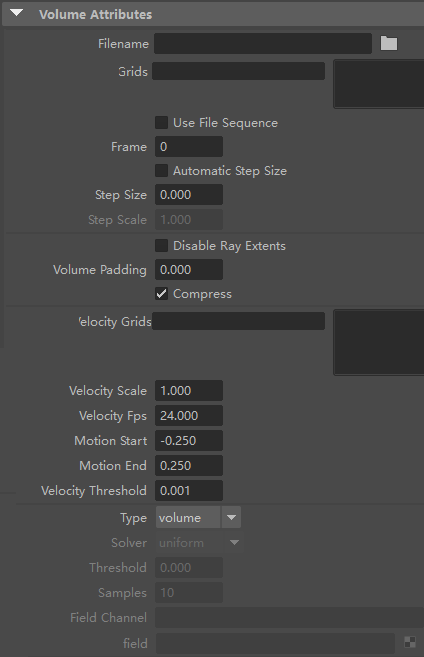 Volume Attributes
Filename
Grids
Use File Sequence
Frame 0
Automatic Step Size
Step Size 0.000
Step Scale 1.000
Disable Ray Extents
Volume Padding 0.000
Compress
elocity Grids
Velocity Scale 1.000
Velocity Fps 24.000
Motion Start -0.250
Motion End 0.250
Velocity Threshold 0.001
Type volume
Solver uniform
Threshold 0.000
Samples 10
Field Channel
field